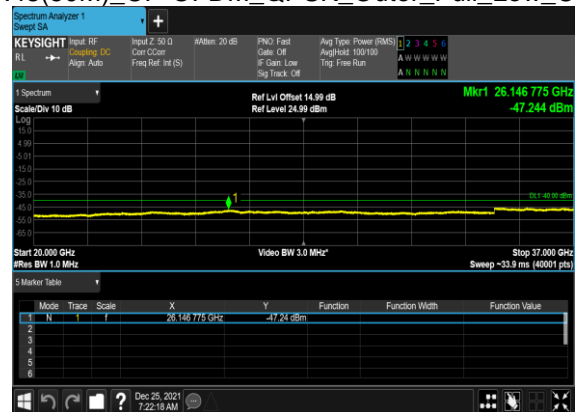 Spectrum Analyzer 1
Swept SA
+
KEYSIGHT Input: RF Input Z: 50 Ω #Atten: 20 dB PNO: Fast Avg Type: Power (RMS) 1 2 3 4 5 6
RL Coupling: DC Corr CCorr Gate: Off Avg|Hold: 100/100 A W W W W W
Align: Auto Freq Ref: Int (S) IF Gain: Low Trig: Free Run
Sig Track: Off A N N N N N
1 Spectrum Ref Lvl Offset 14.99 dB Mkr1 26.146 775 GHz
Scale/Div 10 dB Ref Level 24.99 dBm -47.244 dBm
Log
15.0
4.99
-5.01
-15.0
-25.0
-35.0 1 DL1 -40.00 dBm
-45.0
-55.0
-65.0
Start 20.000 GHz Video BW 3.0 MHz* Stop 37.000 GHz
#Res BW 1.0 MHz Sweep ~33.9 ms (40001 pts)
5 Marker Table
Mode Trace Scale X Y Function Function Width Function Value
1 N 1 f 26.146 775 GHz -47.24 dBm
2
3
4
5
6
? Dec 25, 2021
7:22:18 AM